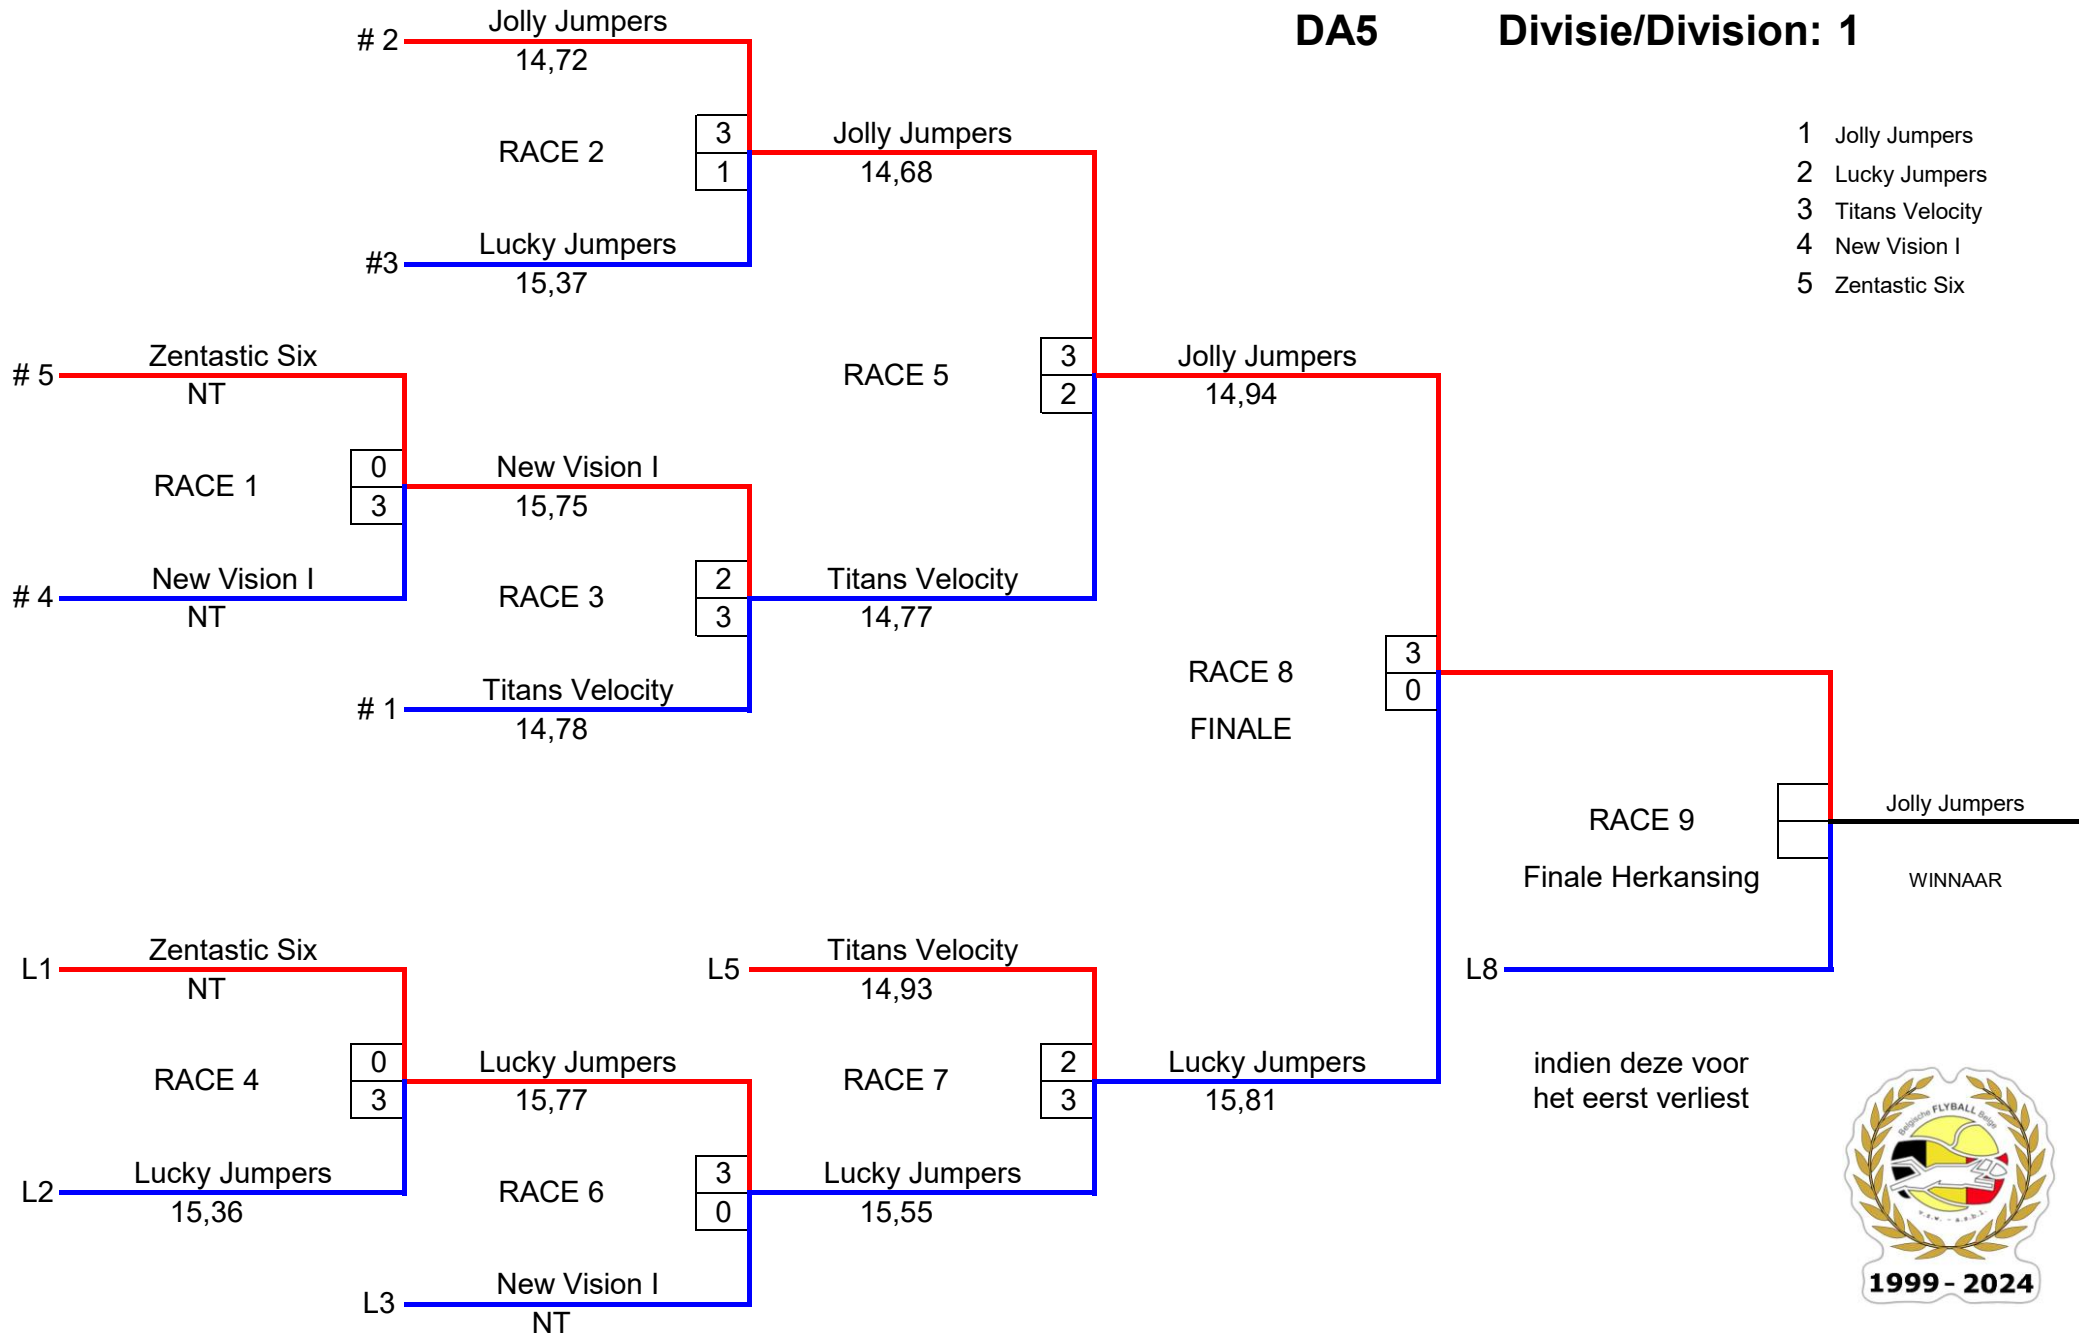 DA5 Divisie/Division: 1
# 2 Jolly Jumpers
14,72
RACE 2
3
1
#3 Lucky Jumpers
15,37
Jolly Jumpers
14,68
1 Jolly Jumpers
2 Lucky Jumpers
3 Titans Velocity
4 New Vision I
5 Zentastic Six
# 5 Zentastic Six
NT
RACE 1
0
3
# 4 New Vision I
NT
New Vision I
15,75
RACE 3
2
3
# 1 Titans Velocity
14,78
RACE 5
3
2
Titans Velocity
14,77
Jolly Jumpers
14,94
RACE 8
3
0
FINALE
RACE 9
Finale Herkansing
Jolly Jumpers
WINNAAR
L8
indien deze voor
het eerst verliest
L1 Zentastic Six
NT
RACE 4
0
3
L2 Lucky Jumpers
15,36
Lucky Jumpers
15,77
RACE 6
3
0
L3 New Vision I
NT
L5 Titans Velocity
14,93
RACE 7
2
3
Lucky Jumpers
15,55
Lucky Jumpers
15,81
Belgische FLYBALL Belge
v.z.w. - a.s.b.l.
1999 - 2024